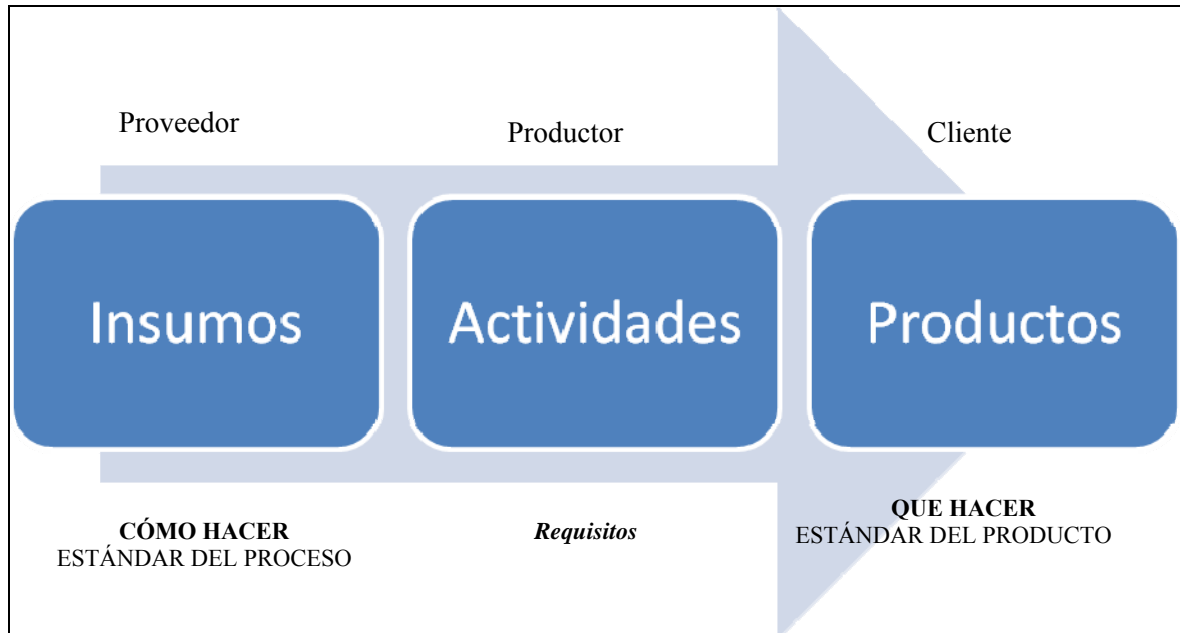 Proveedor
Productor
Cliente
Insumos
Actividades
Productos
CÓMO HACER
ESTÁNDAR DEL PROCESO
Requisitos
QUE HACER
ESTÁNDAR DEL PRODUCTO